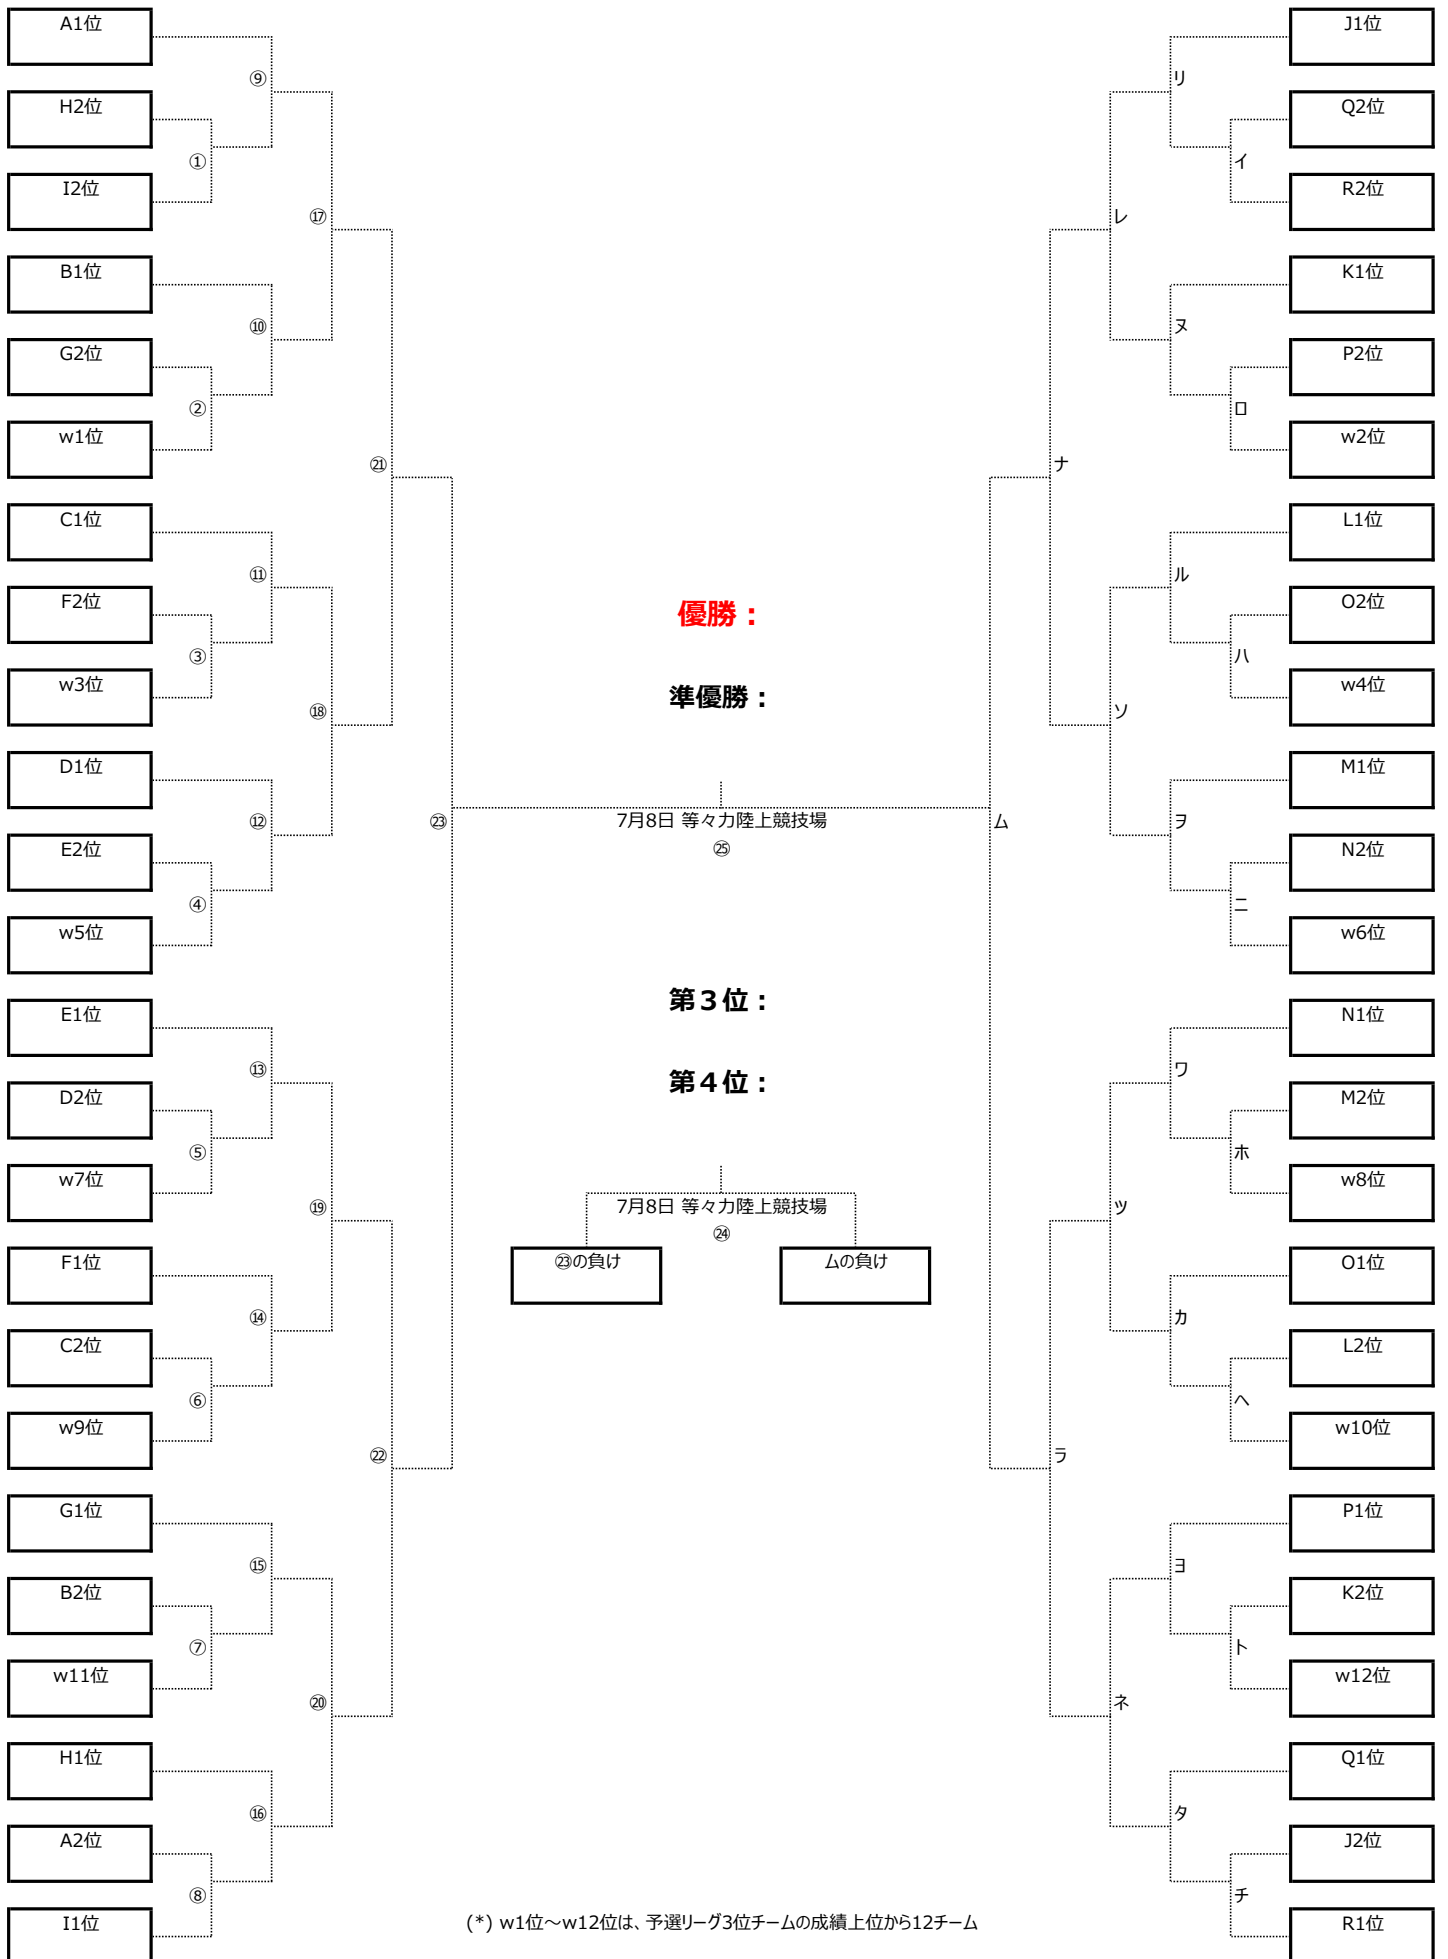 A1位
⑨
H2位
①
I2位
⑰
B1位
⑩
G2位
②
w1位
㉑
C1位
⑪
F2位
③
w3位
⑱
D1位
⑫
E2位
④
w5位
㉓
E1位
⑬
D2位
⑤
w7位
⑲
F1位
⑭
C2位
⑥
w9位
㉒
G1位
⑮
B2位
⑦
w11位
⑳
H1位
⑯
A2位
⑧
I1位
優勝：
準優勝：
7月8日 等々力陸上競技場
㉕
第３位：
第４位：
7月8日 等々力陸上競技場
㉔
㉓の負け
ムの負け
(*) w1位～w12位は、予選リーグ3位チームの成績上位から12チーム
J1位
リ
Q2位
イ
R2位
レ
K1位
ヌ
P2位
ロ
w2位
ナ
L1位
ル
O2位
ハ
w4位
ソ
M1位
ヲ
N2位
ニ
w6位
ム
N1位
ワ
M2位
ホ
w8位
ツ
O1位
カ
L2位
ヘ
w10位
ラ
P1位
ヨ
K2位
ト
w12位
ネ
Q1位
タ
J2位
チ
R1位